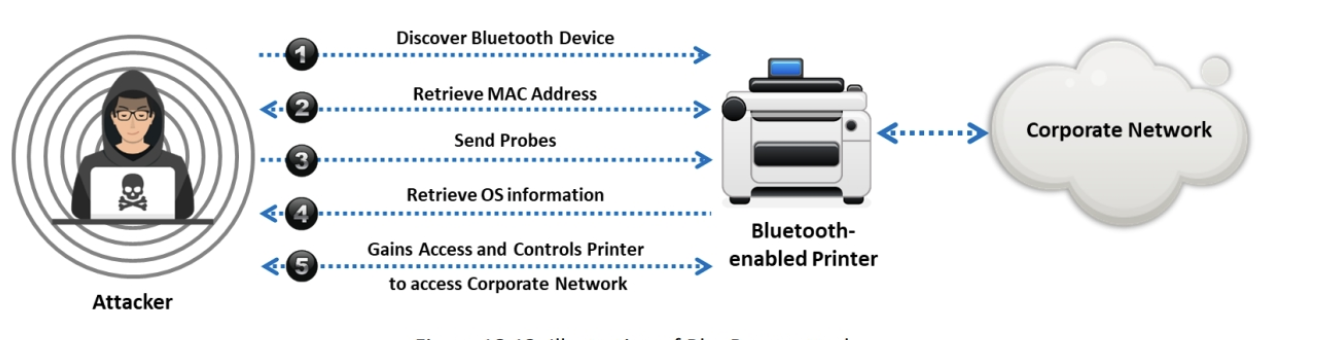 1 Discover Bluetooth Device
2 Retrieve MAC Address
3 Send Probes
4 Retrieve OS information
5 Gains Access and Controls Printer
to access Corporate Network
Attacker
Bluetooth-
enabled Printer
Corporate Network